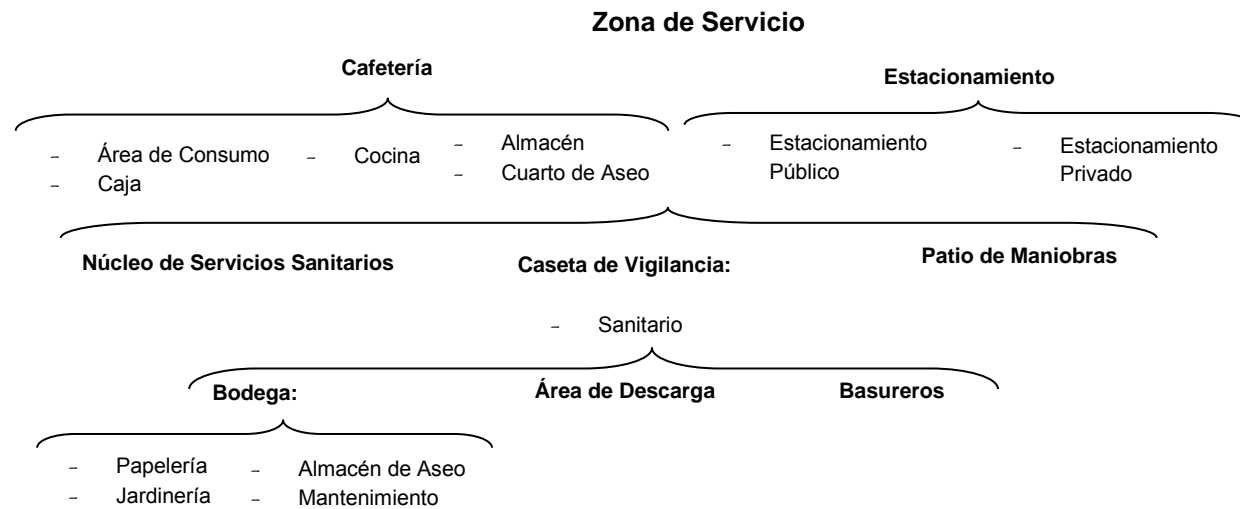 Zona de Servicio
Cafetería
Estacionamiento
- Área de Consumo
- Caja
- Cocina
- Almacén
- Cuarto de Aseo
- Estacionamiento
Público
- Estacionamiento
Privado
Núcleo de Servicios Sanitarios
Caseta de Vigilancia:
Patio de Maniobras
- Sanitario
Bodega:
Área de Descarga
Basureros
- Papelería
- Jardinería
- Almacén de Aseo
- Mantenimiento